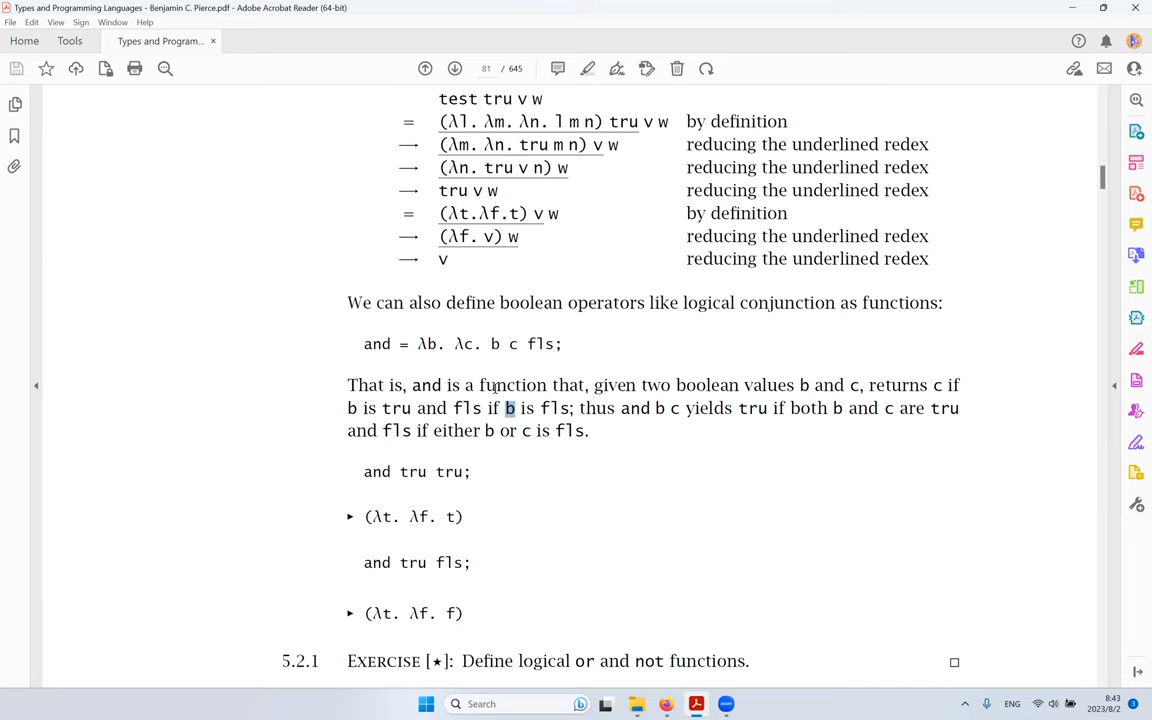 Types and Programming Languages - Benjamin C. Pierce.pdf - Adobe Acrobat Reader (64-bit)
File Edit View Sign Window Help
Home Tools Types and Program... ×
81 / 645
test tru v w
= (λl. λm. λn. l m n) tru v w by definition
→ (λm. λn. tru m n) v w reducing the underlined redex
→ (λn. tru v n) w reducing the underlined redex
→ tru v w reducing the underlined redex
= (λt.λf.t) v w by definition
→ (λf. v) w reducing the underlined redex
→ v reducing the underlined redex
We can also define boolean operators like logical conjunction as functions:
and = λb. λc. b c fls;
That is, and is a function that, given two boolean values b and c, returns c if
b is tru and fls if b is fls; thus and b c yields tru if both b and c are tru
and fls if either b or c is fls.
and tru tru;
▸ (λt. λf. t)
and tru fls;
▸ (λt. λf. f)
5.2.1 EXERCISE [★]: Define logical or and not functions. □
Search
ENG
8:43
2023/8/2
3